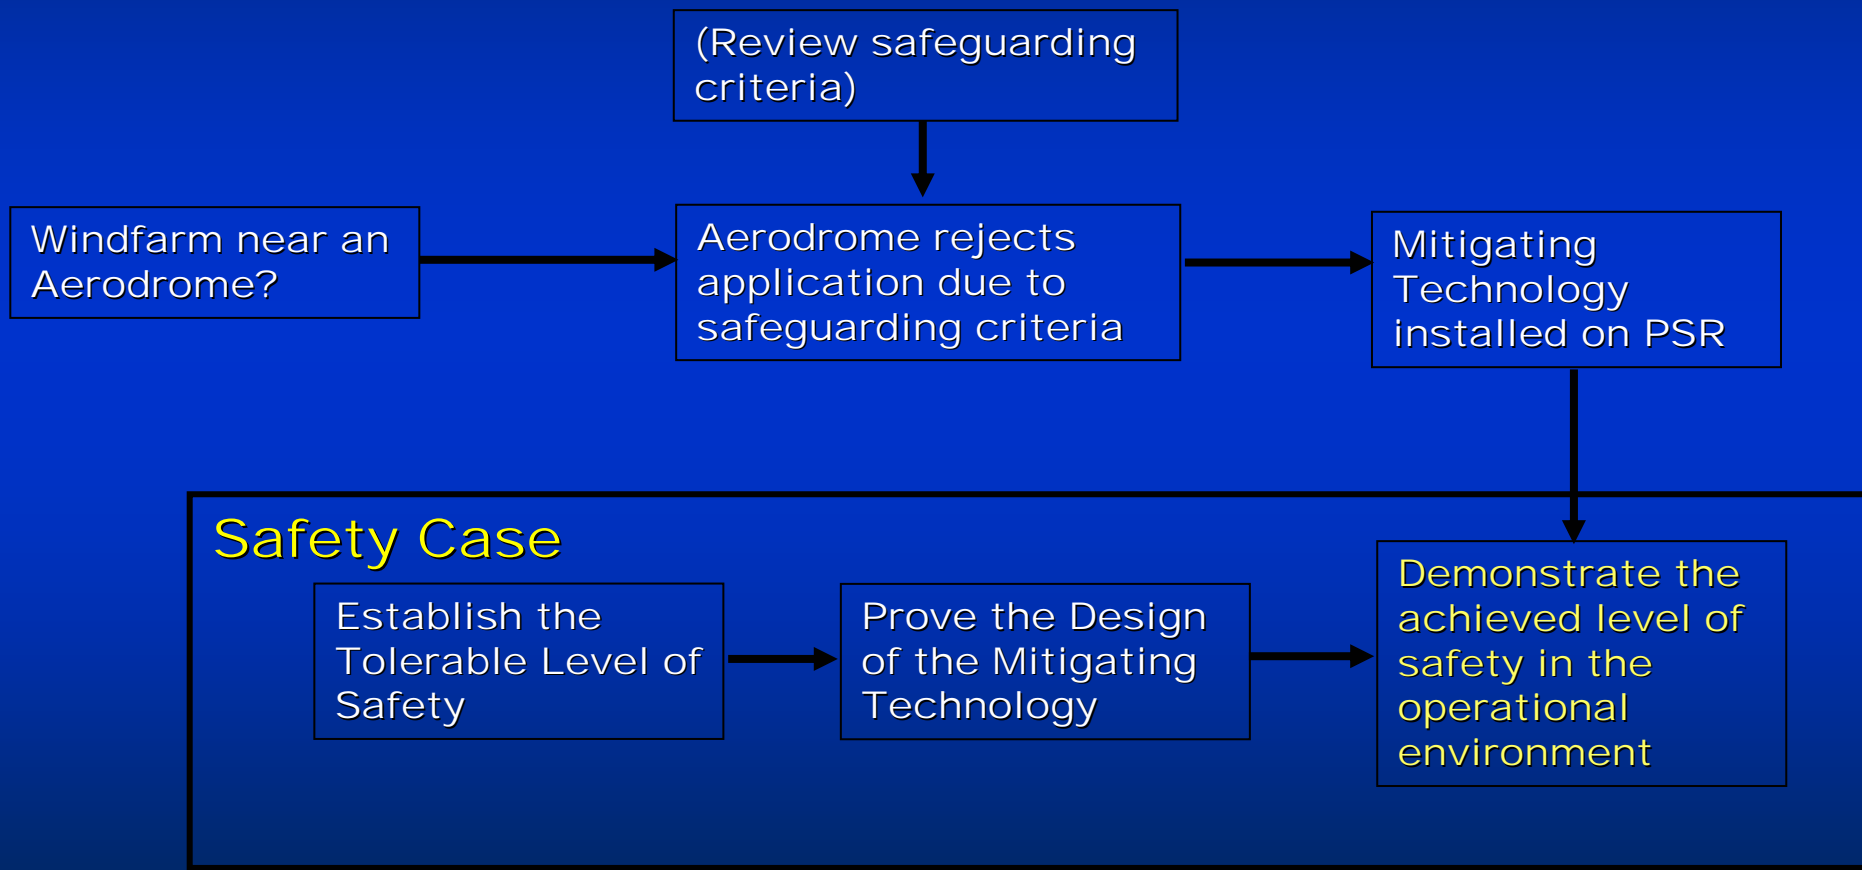 (Review safeguarding
criteria)
Windfarm near an
Aerodrome?
Aerodrome rejects
application due to
safeguarding criteria
Mitigating
Technology
installed on PSR
Safety Case
Establish the
Tolerable Level of
Safety
Prove the Design
of the Mitigating
Technology
Demonstrate the
achieved level of
safety in the
operational
environment